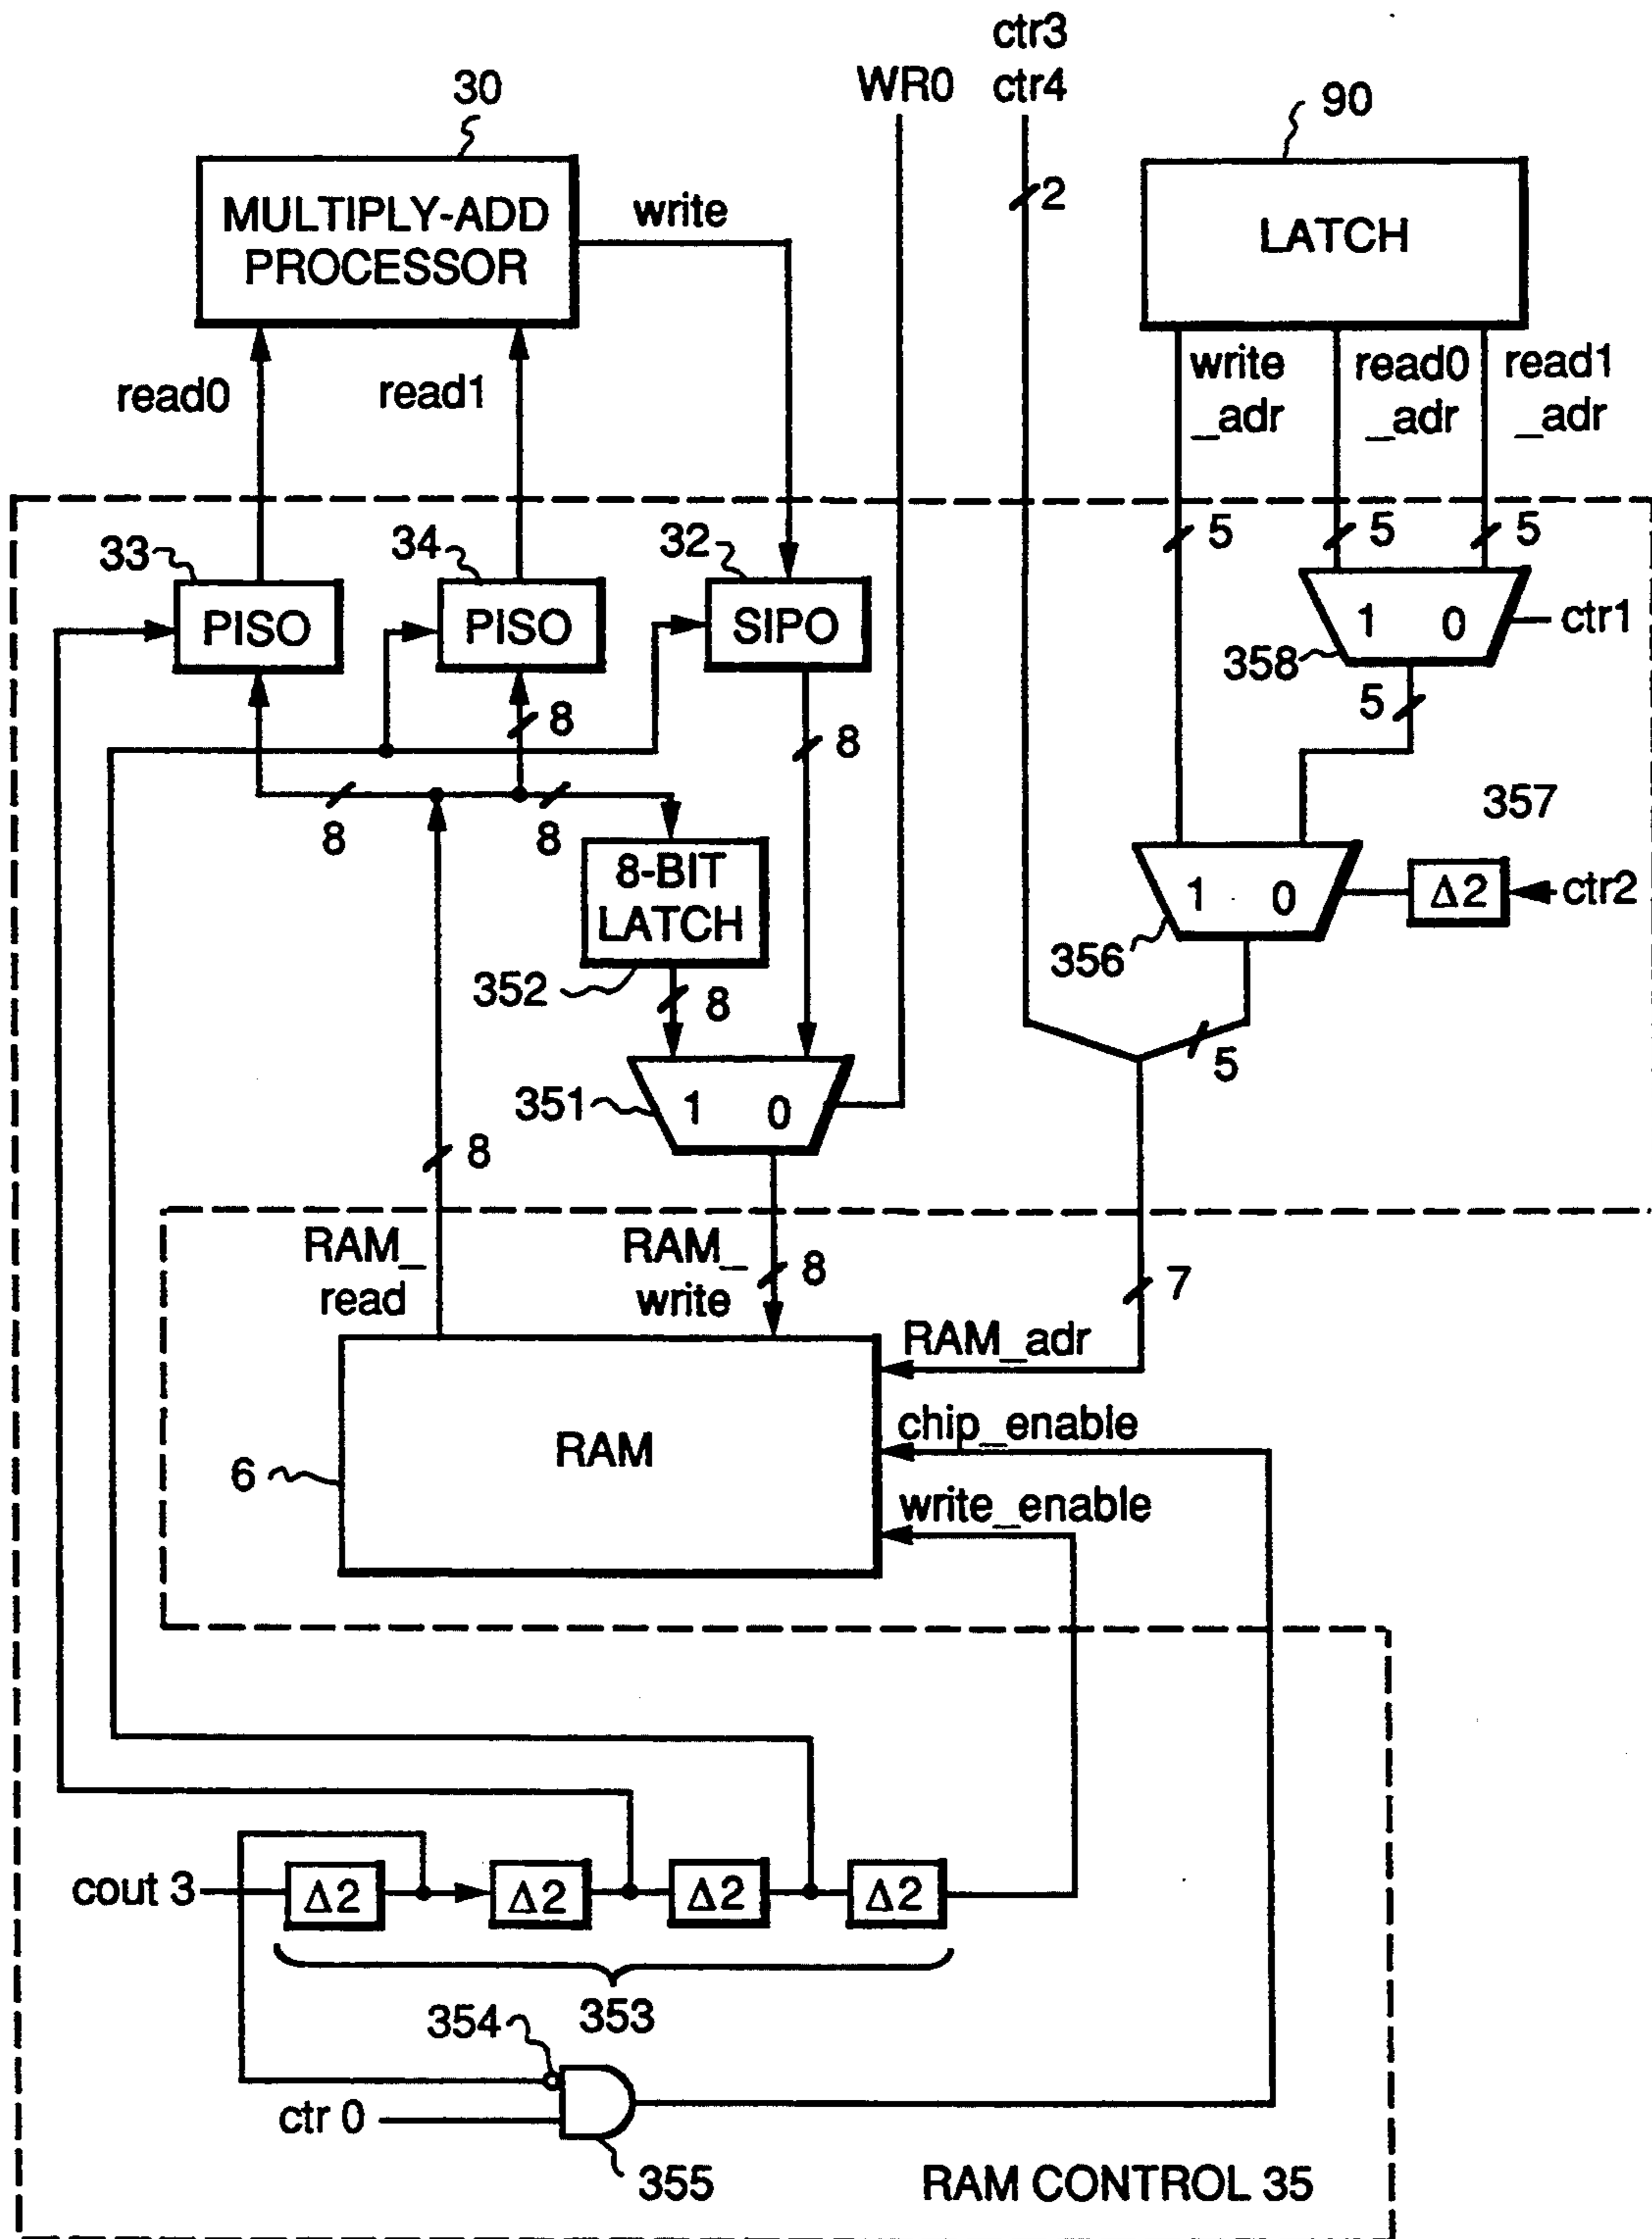 ctr3
WR0 ctr4
30
90
MULTIPLY-ADD
PROCESSOR
write
2
LATCH
read0
read1
write
_adr
read0
_adr
read1
_adr
33
34
32
5
5
5
PISO
PISO
SIPO
1 0
ctr1
358
5
8
8
8
8
357
8-BIT
LATCH
1 0
Δ2
ctr2
352
8
356
5
351
1 0
8
RAM_
read
RAM_
write
8
7
RAM_adr
chip_enable
RAM
6
write_enable
cout 3
Δ2
Δ2
Δ2
Δ2
353
354
ctr 0
355
RAM CONTROL 35